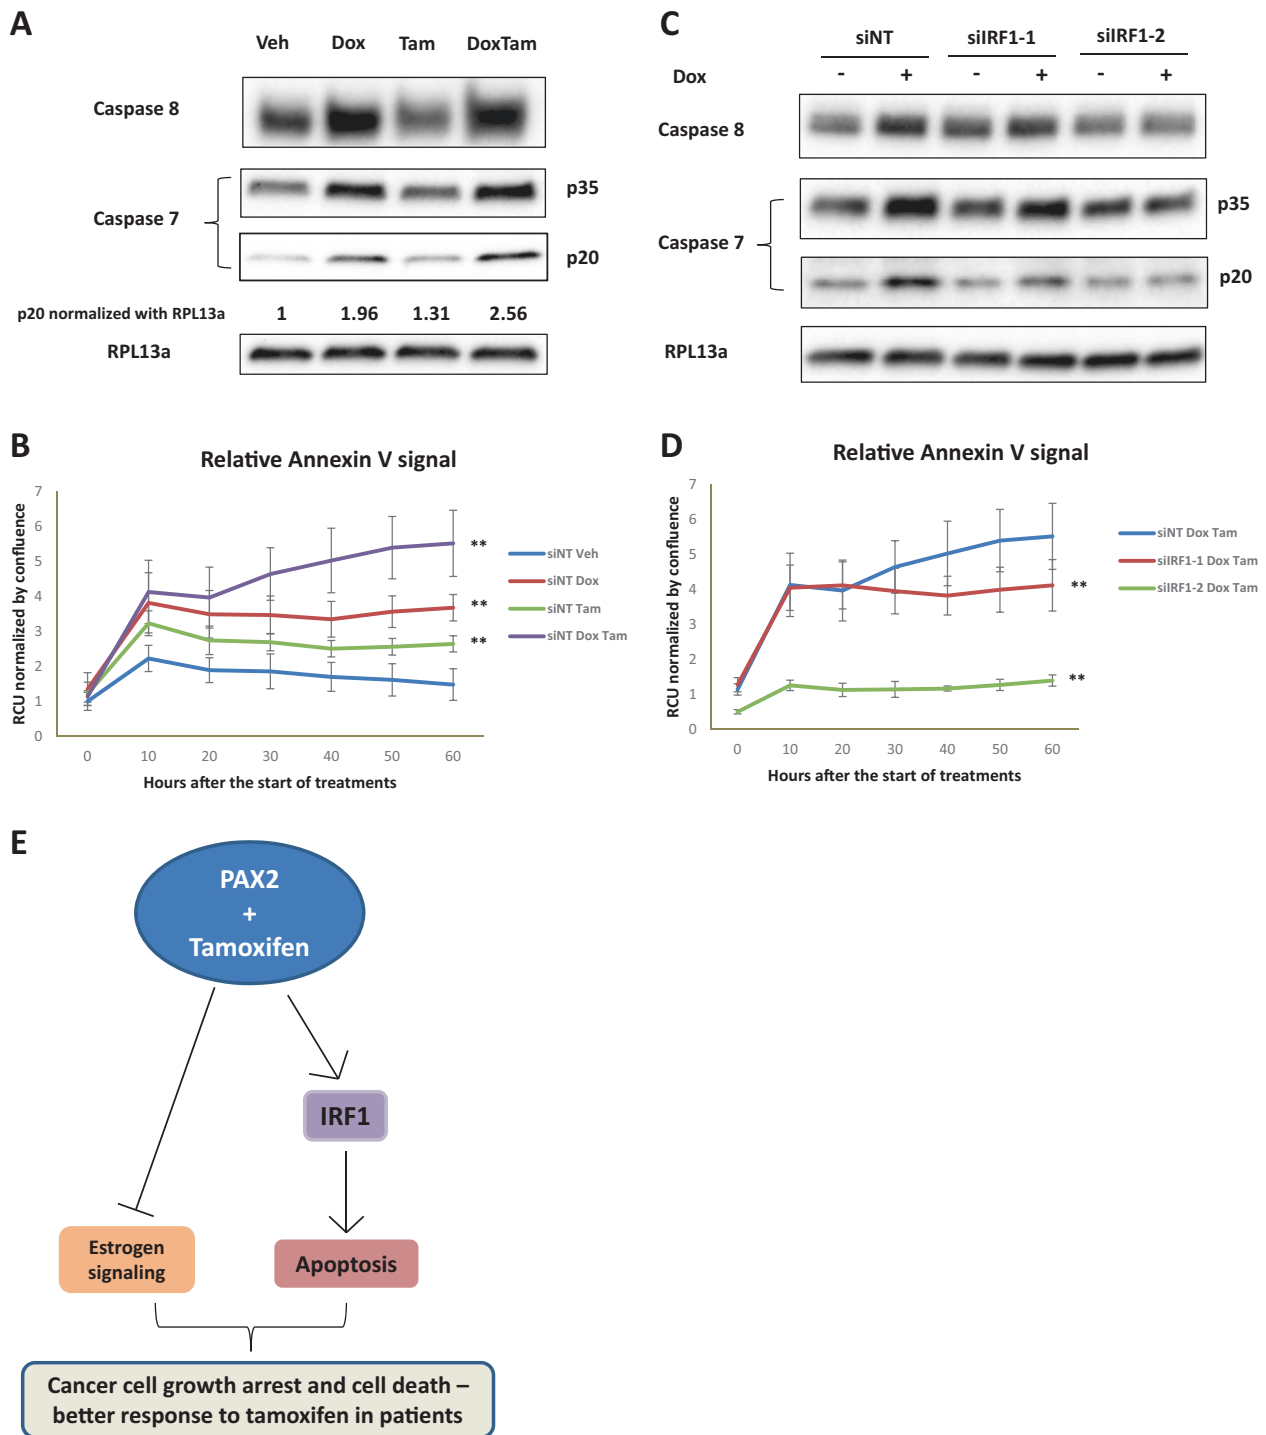 A
Veh Dox Tam DoxTam
Caspase 8
Caspase 7
p35
p20
p20 normalized with RPL13a 1 1.96 1.31 2.56
RPL13a
C
siNT siIRF1-1 siIRF1-2
Dox - + - + - +
Caspase 8
Caspase 7
p35
p20
RPL13a
B
Relative Annexin V signal
RCU normalized by confluence
7
6
5
4
3
2
1
0
0 10 20 30 40 50 60
Hours after the start of treatments
**
**
**
siNT Veh
siNT Dox
siNT Tam
siNT Dox Tam
D
Relative Annexin V signal
RCU normalized by confluence
7
6
5
4
3
2
1
0
0 10 20 30 40 50 60
Hours after the start of treatments
**
**
siNT Dox Tam
siIRF1-1 Dox Tam
siIRF1-2 Dox Tam
E
PAX2
+
Tamoxifen
IRF1
Estrogen
signaling
Apoptosis
Cancer cell growth arrest and cell death –
better response to tamoxifen in patients